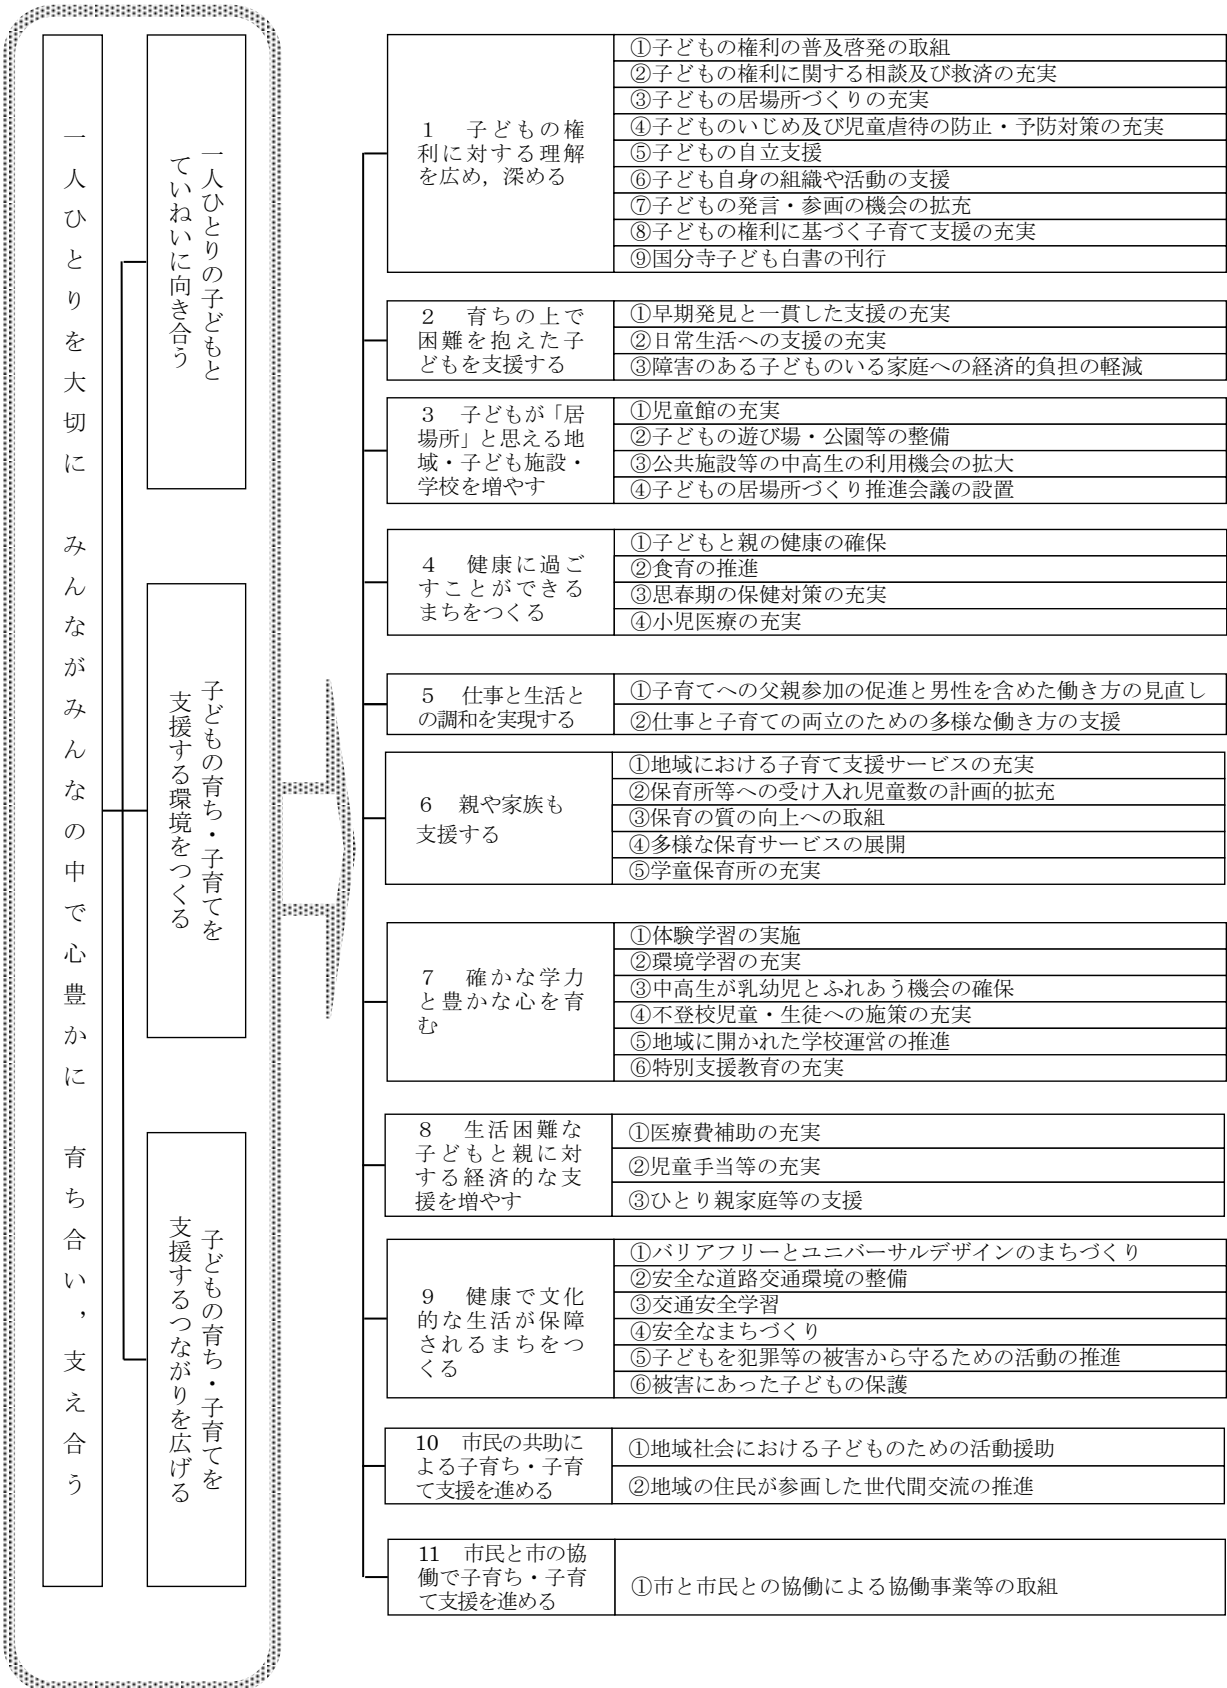 一人ひとりを大切に　みんながみんなの中で心豊かに　育ち合い，支え合う
一人ひとりの子どもと
ていねいに向き合う
子どもの育ち・子育てを
支援する環境をつくる
子どもの育ち・子育てを
支援するつながりを広げる
1　子どもの権
利に対する理解
を広め，深める
①子どもの権利の普及啓発の取組
②子どもの権利に関する相談及び救済の充実
③子どもの居場所づくりの充実
④子どものいじめ及び児童虐待の防止・予防対策の充実
⑤子どもの自立支援
⑥子ども自身の組織や活動の支援
⑦子どもの発言・参画の機会の拡充
⑧子どもの権利に基づく子育て支援の充実
⑨国分寺子ども白書の刊行
2　育ちの上で
困難を抱えた子
どもを支援する
①早期発見と一貫した支援の充実
②日常生活への支援の充実
③障害のある子どものいる家庭への経済的負担の軽減
3　子どもが「居
場所」と思える地
域・子ども施設・
学校を増やす
①児童館の充実
②子どもの遊び場・公園等の整備
③公共施設等の中高生の利用機会の拡大
④子どもの居場所づくり推進会議の設置
4　健康に過ご
すことができる
まちをつくる
①子どもと親の健康の確保
②食育の推進
③思春期の保健対策の充実
④小児医療の充実
5　仕事と生活と
の調和を実現する
①子育てへの父親参加の促進と男性を含めた働き方の見直し
②仕事と子育ての両立のための多様な働き方の支援
6　親や家族も
支援する
①地域における子育て支援サービスの充実
②保育所等への受け入れ児童数の計画的拡充
③保育の質の向上への取組
④多様な保育サービスの展開
⑤学童保育所の充実
7　確かな学力
と豊かな心を育
む
①体験学習の実施
②環境学習の充実
③中高生が乳幼児とふれあう機会の確保
④不登校児童・生徒への施策の充実
⑤地域に開かれた学校運営の推進
⑥特別支援教育の充実
8　生活困難な
子どもと親に対
する経済的な支
援を増やす
①医療費補助の充実
②児童手当等の充実
③ひとり親家庭等の支援
9　健康で文化
的な生活が保障
されるまちをつ
くる
①バリアフリーとユニバーサルデザインのまちづくり
②安全な道路交通環境の整備
③交通安全学習
④安全なまちづくり
⑤子どもを犯罪等の被害から守るための活動の推進
⑥被害にあった子どもの保護
10　市民の共助に
よる子育ち・子育
て支援を進める
①地域社会における子どものための活動援助
②地域の住民が参画した世代間交流の推進
11　市民と市の協
働で子育ち・子育
て支援を進める
①市と市民との協働による協働事業等の取組